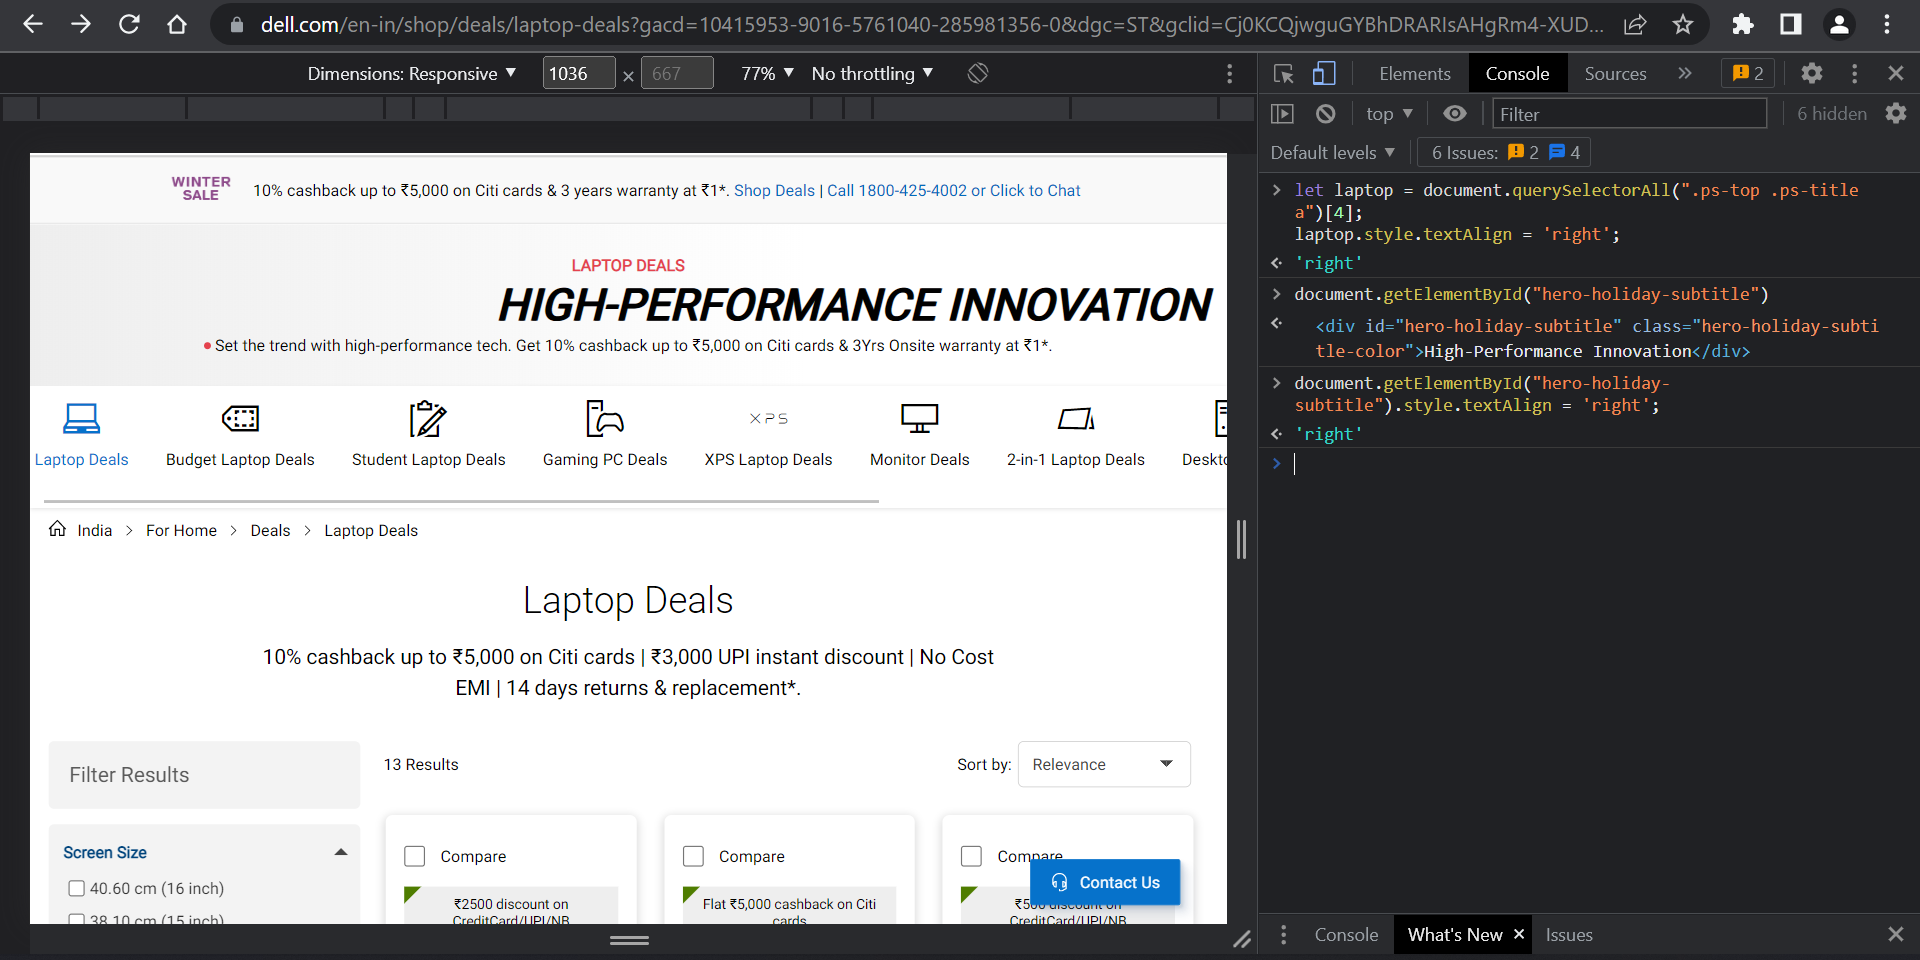 dell.com/en-in/shop/deals/laptop-deals?gacd=10415953-9016-5761040-285981356-0&dgc=ST&gclid=Cj0KCQjwguGYBhDRARIsAHgRm4-XUD...
Dimensions: Responsive 1036 × 667 77% No throttling
Elements Console Sources 2
top Filter 6 hidden
Default levels 6 Issues: 2 4
WINTER
SALE
10% cashback up to ₹5,000 on Citi cards & 3 years warranty at ₹1*. Shop Deals | Call 1800-425-4002 or Click to Chat
LAPTOP DEALS
HIGH-PERFORMANCE INNOVATION
Set the trend with high-performance tech. Get 10% cashback up to ₹5,000 on Citi cards & 3Yrs Onsite warranty at ₹1*.
XPS
Laptop Deals Budget Laptop Deals Student Laptop Deals Gaming PC Deals XPS Laptop Deals Monitor Deals 2-in-1 Laptop Deals Deskto
India > For Home > Deals > Laptop Deals
Laptop Deals
10% cashback up to ₹5,000 on Citi cards | ₹3,000 UPI instant discount | No Cost
EMI | 14 days returns & replacement*.
Filter Results
13 Results
Sort by: Relevance
Screen Size
40.60 cm (16 inch)
38.10 cm (15 inch)
Compare
₹2500 discount on
CreditCard/UPI/NB
Compare
Flat ₹5,000 cashback on Citi
cards
Compare
discount on
CreditCard/UPI/NB
Contact Us
let laptop = document.querySelectorAll(".ps-top .ps-title
a")[4];
laptop.style.textAlign = 'right';
'right'
document.getElementById("hero-holiday-subtitle")
<div id="hero-holiday-subtitle" class="hero-holiday-subti
tle-color">High-Performance Innovation</div>
document.getElementById("hero-holiday-
subtitle").style.textAlign = 'right';
'right'
Console What's New Issues